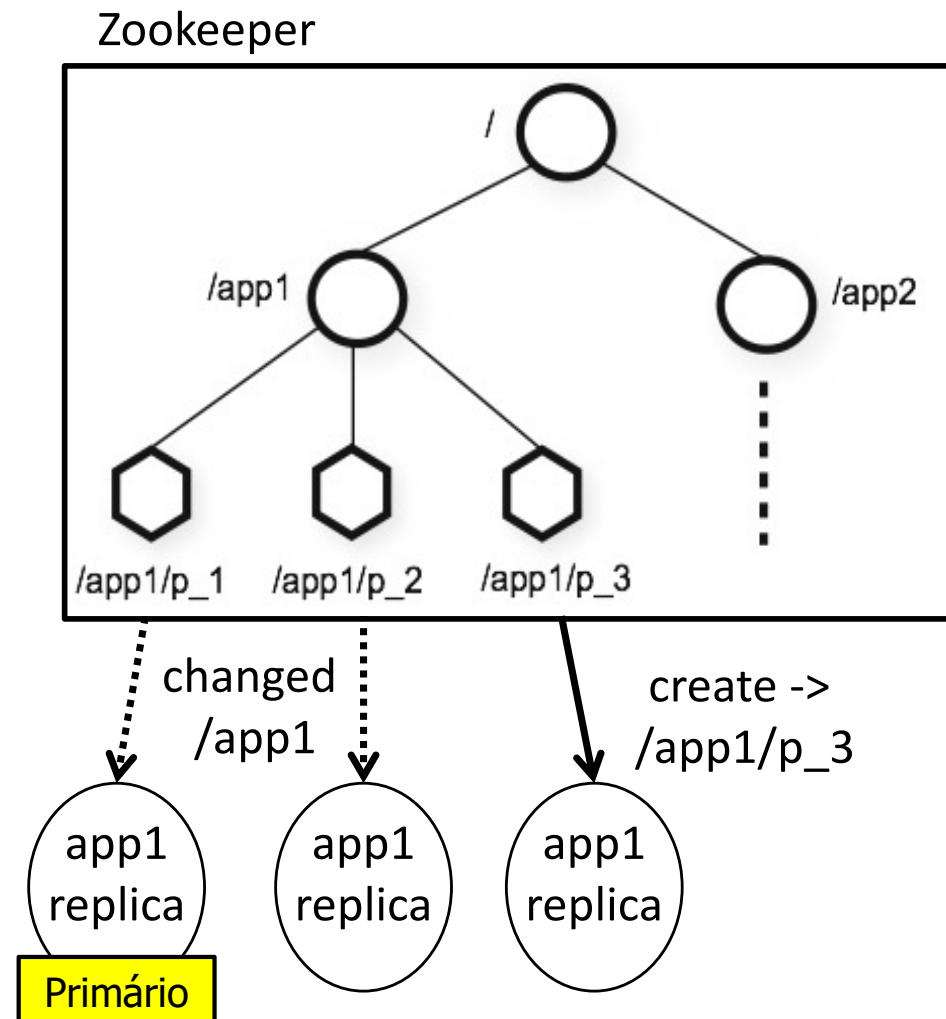 Zookeeper
/
/app1
/app2
/app1/p_1
/app1/p_2
/app1/p_3
changed
/app1
create ->
/app1/p_3
app1
replica
app1
replica
app1
replica
Primário